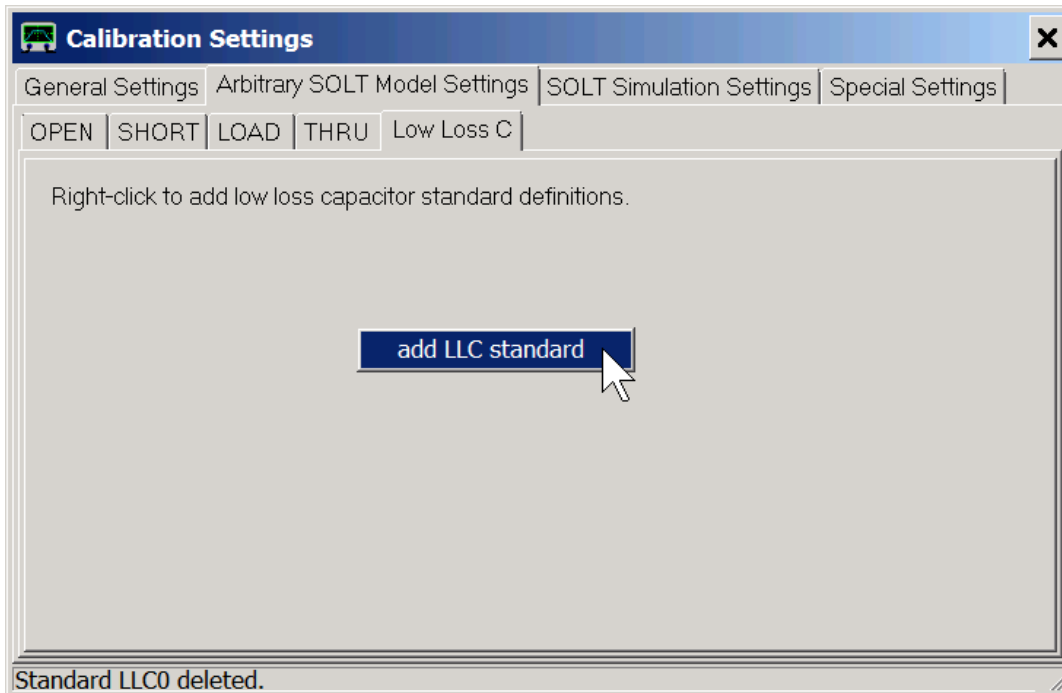 Calibration Settings
General Settings Arbitrary SOLT Model Settings SOLT Simulation Settings Special Settings
OPEN SHORT LOAD THRU Low Loss C
Right-click to add low loss capacitor standard definitions.
add LLC standard
Standard LLC0 deleted.